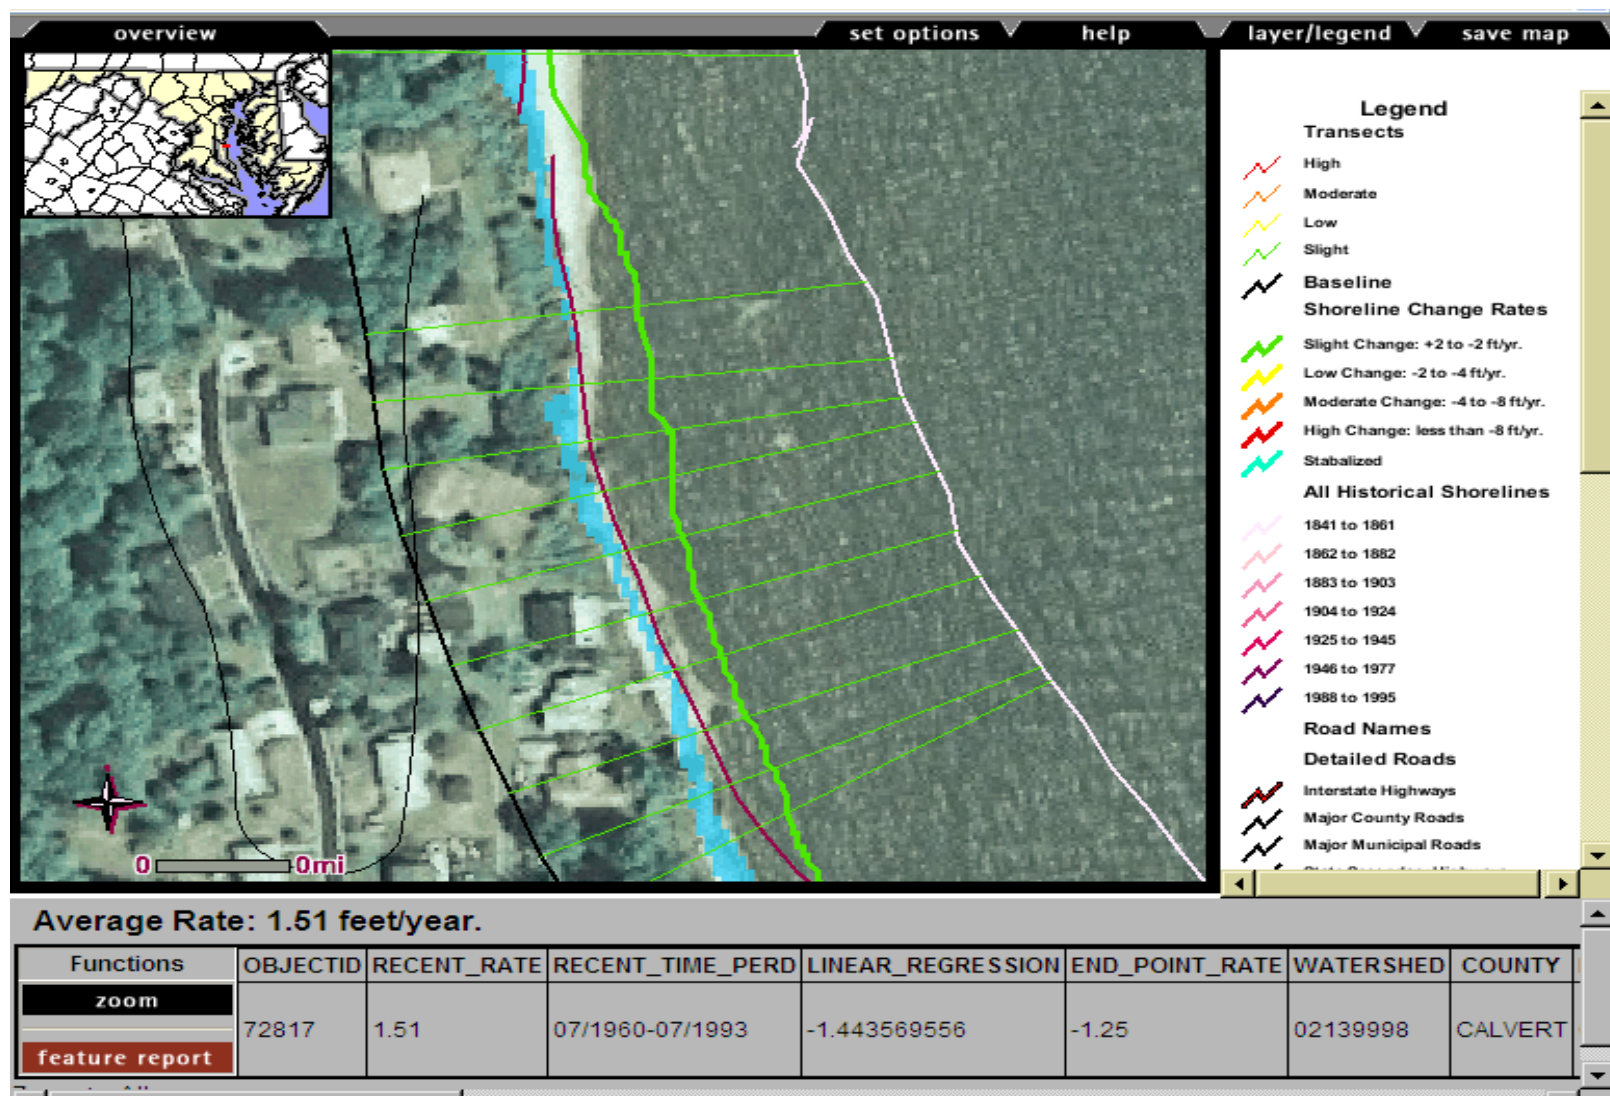 overview
set options
help
layer/legend
save map
Legend
Transects
High
Moderate
Low
Slight
Baseline
Shoreline Change Rates
Slight Change: +2 to -2 ft/yr.
Low Change: -2 to -4 ft/yr.
Moderate Change: -4 to -8 ft/yr.
High Change: less than -8 ft/yr.
Stabalized
All Historical Shorelines
1841 to 1861
1862 to 1882
1883 to 1903
1904 to 1924
1925 to 1945
1946 to 1977
1988 to 1995
Road Names
Detailed Roads
Interstate Highways
Major County Roads
Major Municipal Roads
0 0mi
Average Rate: 1.51 feet/year.
Functions OBJECTID RECENT_RATE RECENT_TIME_PERD LINEAR_REGRESSION END_POINT_RATE WATERSHED COUNTY
zoom
72817 1.51 07/1960-07/1993 -1.443569556 -1.25 02139998 CALVERT
feature report